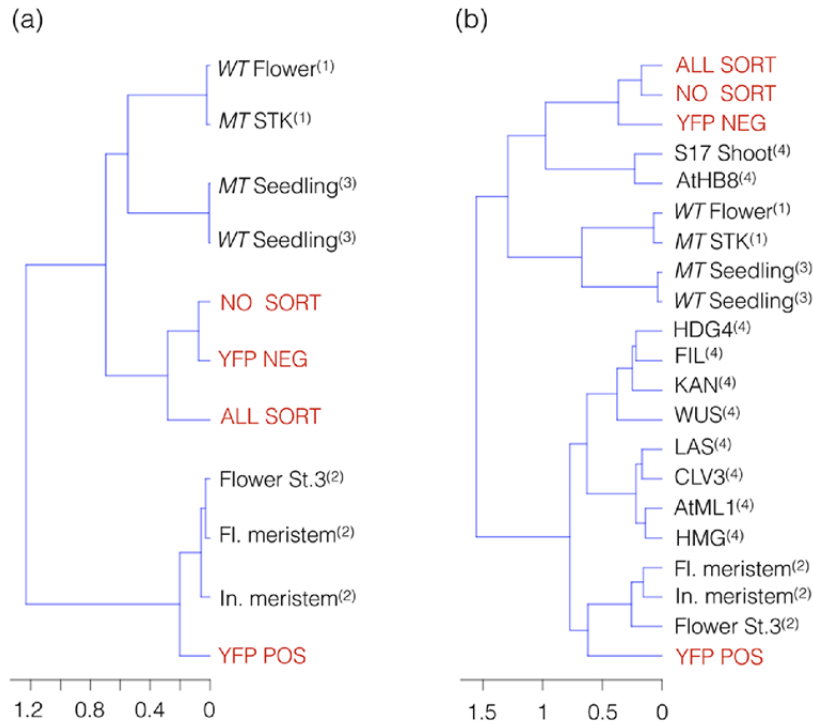 (a)
WT Flower(1)
MT STK(1)
MT Seedling(3)
WT Seedling(3)
NO SORT
YFP NEG
ALL SORT
Flower St.3(2)
Fl. meristem(2)
In. meristem(2)
YFP POS
1.2 0.8 0.4 0
(b)
ALL SORT
NO SORT
YFP NEG
S17 Shoot(4)
AtHB8(4)
WT Flower(1)
MT STK(1)
MT Seedling(3)
WT Seedling(3)
HDG4(4)
FIL(4)
KAN(4)
WUS(4)
LAS(4)
CLV3(4)
AtML1(4)
HMG(4)
Fl. meristem(2)
In. meristem(2)
Flower St.3(2)
YFP POS
1.5 1 0.5 0